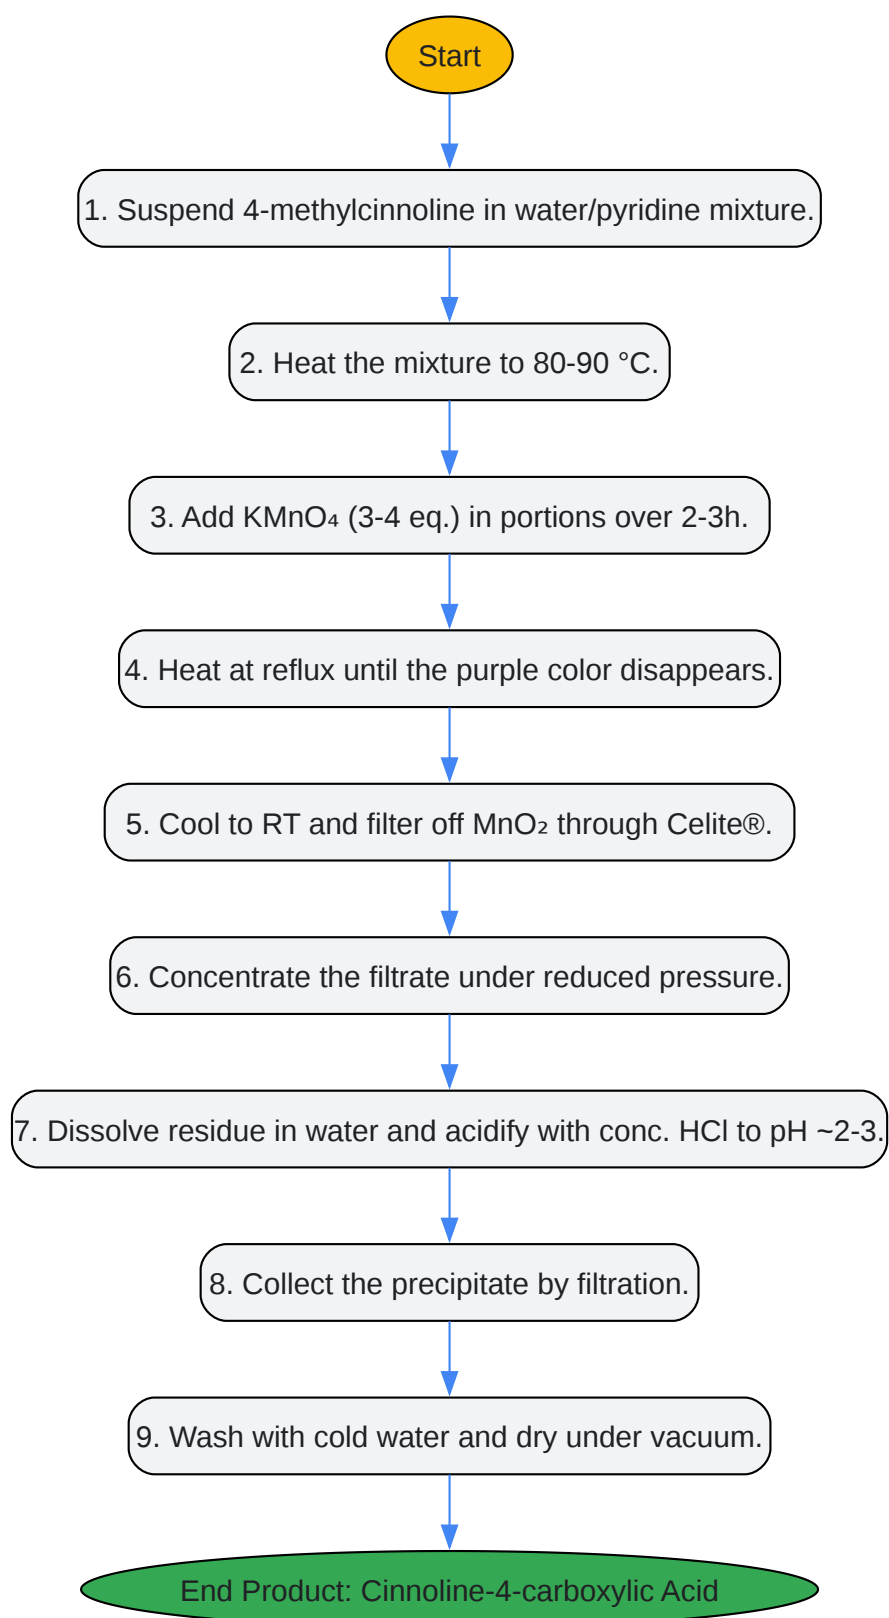 Start
1. Suspend 4-methylcinnoline in water/pyridine mixture.
2. Heat the mixture to 80-90 °C.
3. Add KMnO₄ (3-4 eq.) in portions over 2-3h.
4. Heat at reflux until the purple color disappears.
5. Cool to RT and filter off MnO₂ through Celite®.
6. Concentrate the filtrate under reduced pressure.
7. Dissolve residue in water and acidify with conc. HCl to pH ~2-3.
8. Collect the precipitate by filtration.
9. Wash with cold water and dry under vacuum.
End Product: Cinnoline-4-carboxylic Acid